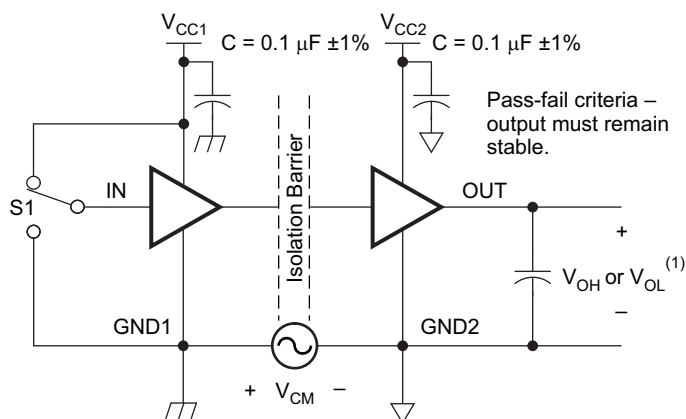 VCC1
C = 0.1 μF ±1%
VCC2
C = 0.1 μF ±1%
Pass-fail criteria –
output must remain
stable.
Isolation Barrier
IN
OUT
S1
+
VOH or VOL(1)
–
GND1
GND2
+ VCM –